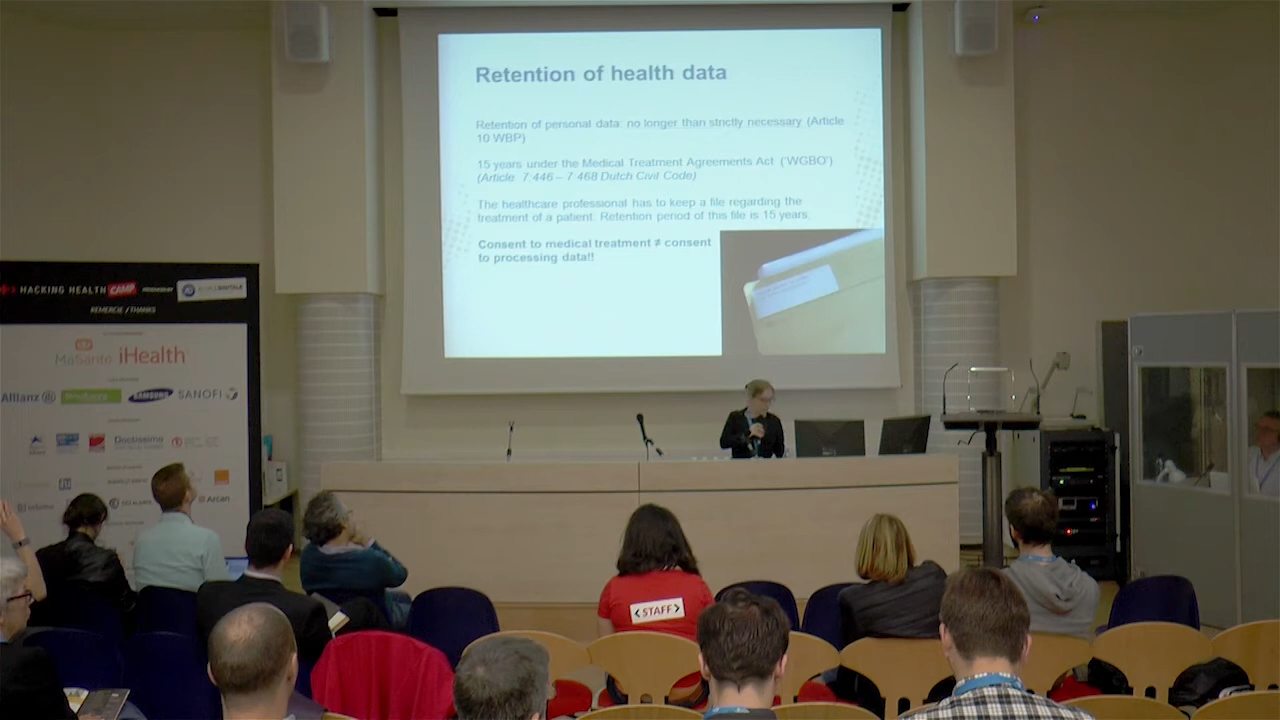 Retention of health data
Retention of personal data: no longer than strictly necessary (Article
10 WBP)
15 years under the Medical Treatment Agreements Act ('WGBO')
(Article 7:446 – 7:468 Dutch Civil Code)
The healthcare professional has to keep a file regarding the
treatment of a patient. Retention period of this file is 15 years.
Consent to medical treatment ≠ consent
to processing data!!
HACKING HEALTH CAMP
REMERCIE / THANKS
MaSanté iHealth
Allianz
SAMSUNG
SANOFI
Doctissimo
Arcan
<STAFF>